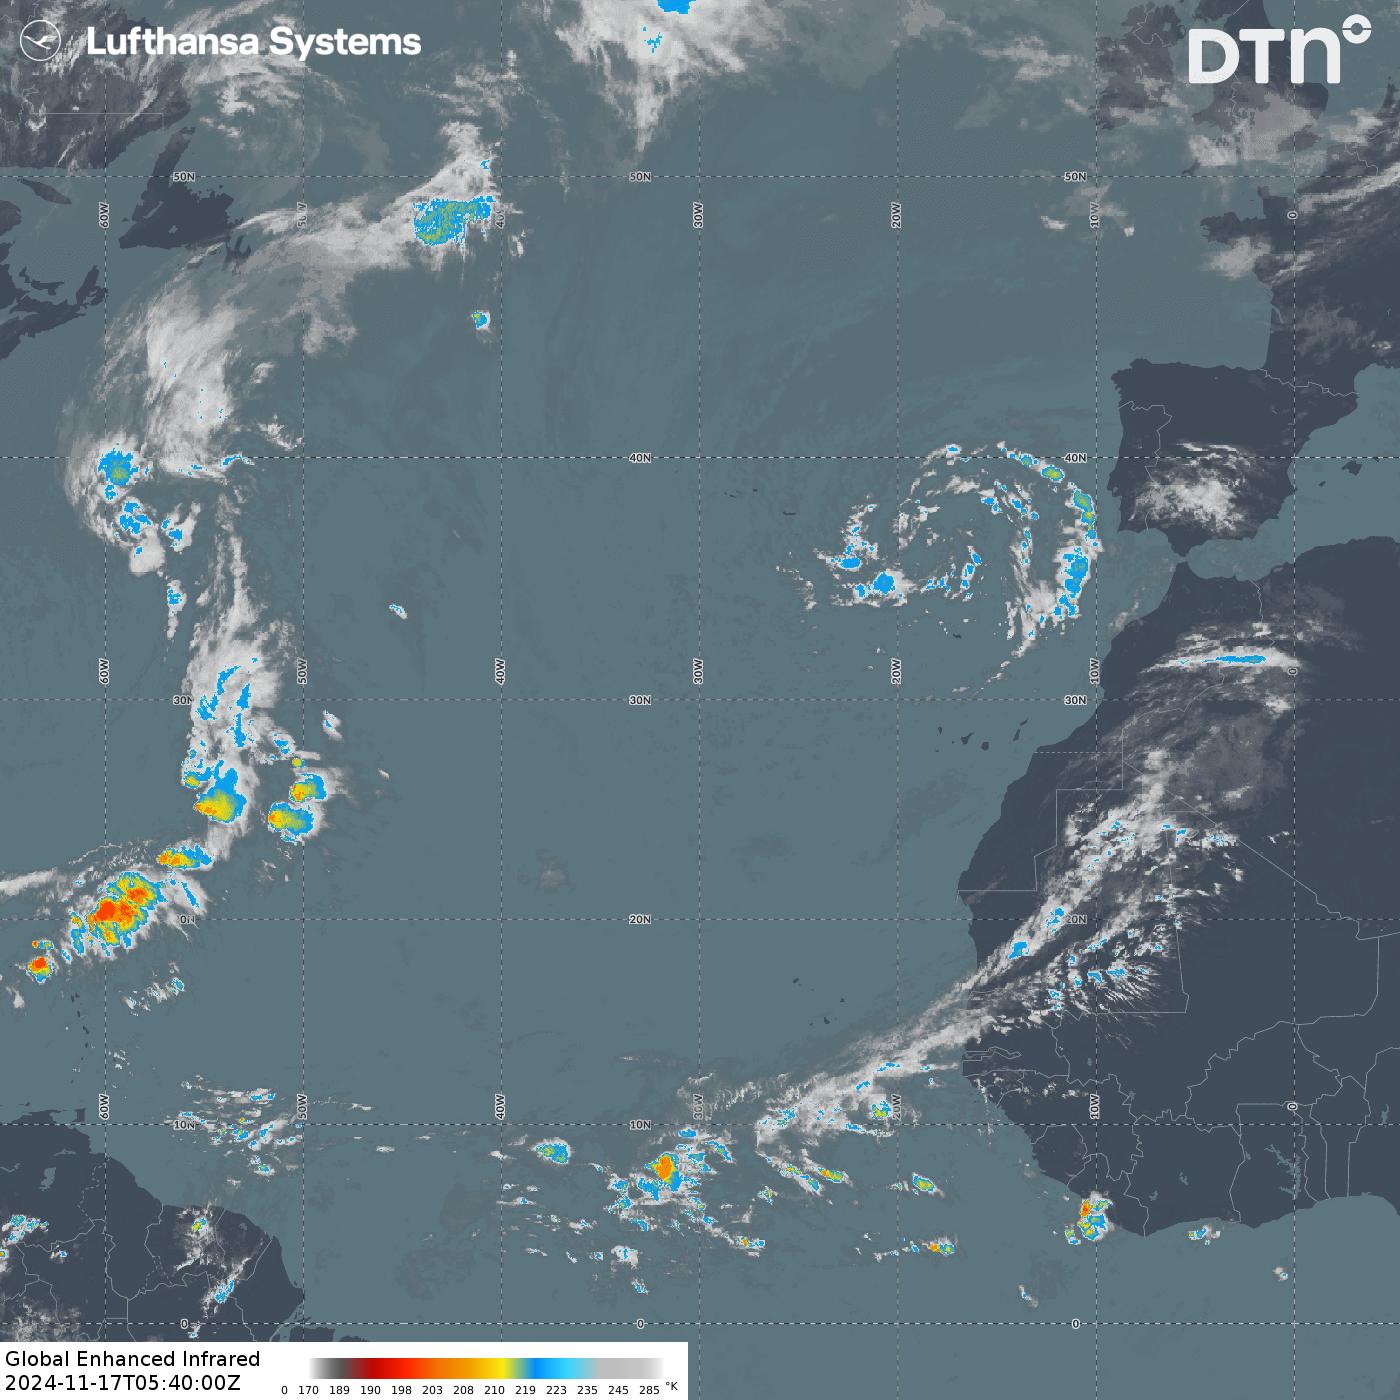 Lufthansa Systems
DTN
50N 50N 50N
60W 40W 30W 20W 10W 0
40N 40N
60W 50W 40W 30W 20W 10W 0
30N 30N 30N
20N 20N
60W 50W 40W 20W 10W 0
10N 10N 10N
0 0 0
Global Enhanced Infrared
2024-11-17T05:40:00Z
0 170 189 190 198 203 208 210 219 223 235 245 285 °K